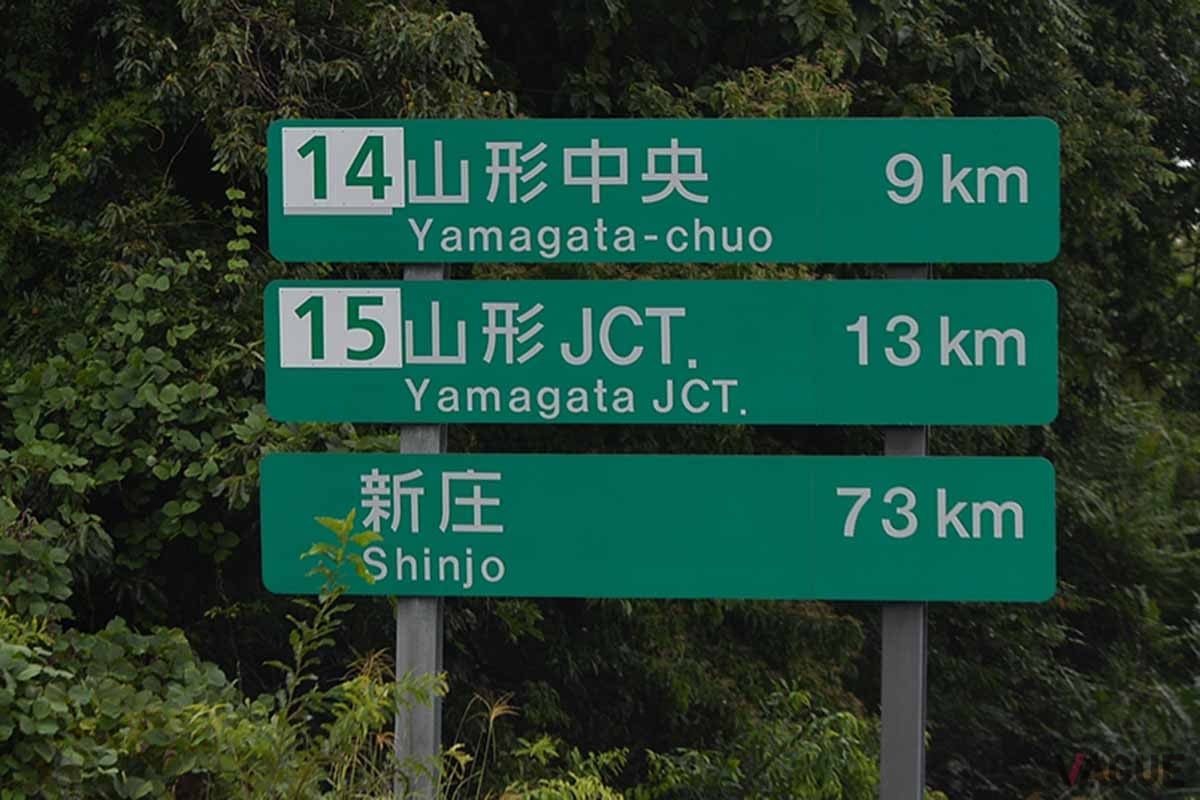 14 山形中央 9 km
Yamagata-chuo
15 山形 JCT. 13 km
Yamagata JCT.
新庄 73 km
Shinjo
VAGUE